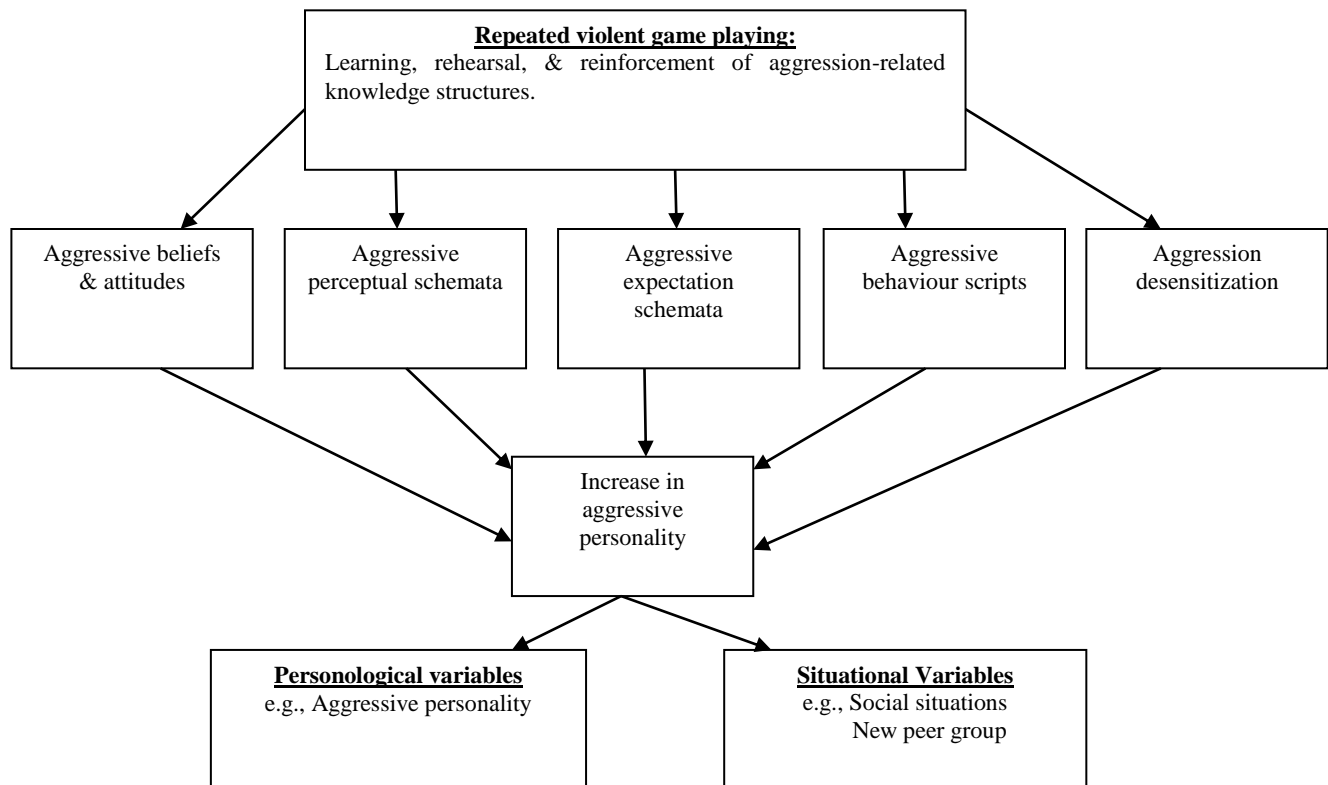 Repeated violent game playing:
Learning, rehearsal, & reinforcement of aggression-related
knowledge structures.
Aggressive beliefs
& attitudes
Aggressive
perceptual schemata
Aggressive
expectation
schemata
Aggressive
behaviour scripts
Aggression
desensitization
Increase in
aggressive
personality
Personological variables
e.g., Aggressive personality
Situational Variables
e.g., Social situations
New peer group